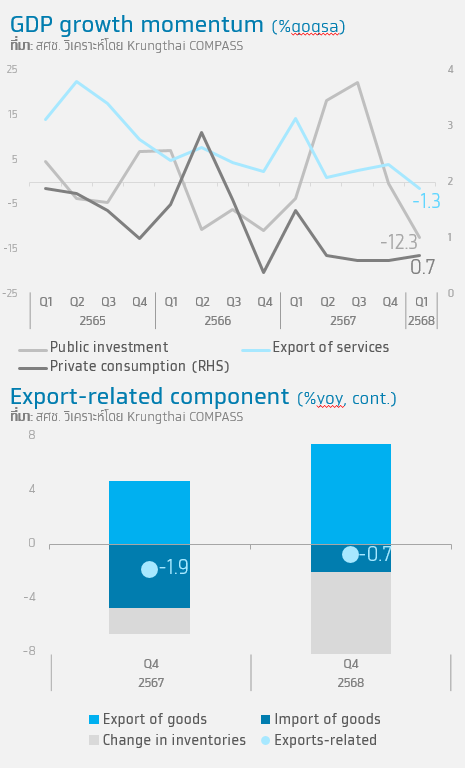 GDP growth momentum (%qoqsa)
ที่มา: สศช. วิเคราะห์โดย Krungthai COMPASS
25 4
15 3
5
2
-5
-1.3
-15 -12.3 1
0.7
-25 0
Q1 Q2 Q3 Q4 Q1 Q2 Q3 Q4 Q1 Q2 Q3 Q4 Q1
2565 2566 2567 2568
Public investment Export of services
Private consumption (RHS)
Export-related component (%yoy, cont.)
ที่มา: สศช. วิเคราะห์โดย Krungthai COMPASS
8
4
0
-1.9 -0.7
-4
-8
Q4 Q4
2567 2568
Export of goods Import of goods
Change in inventories Exports-related